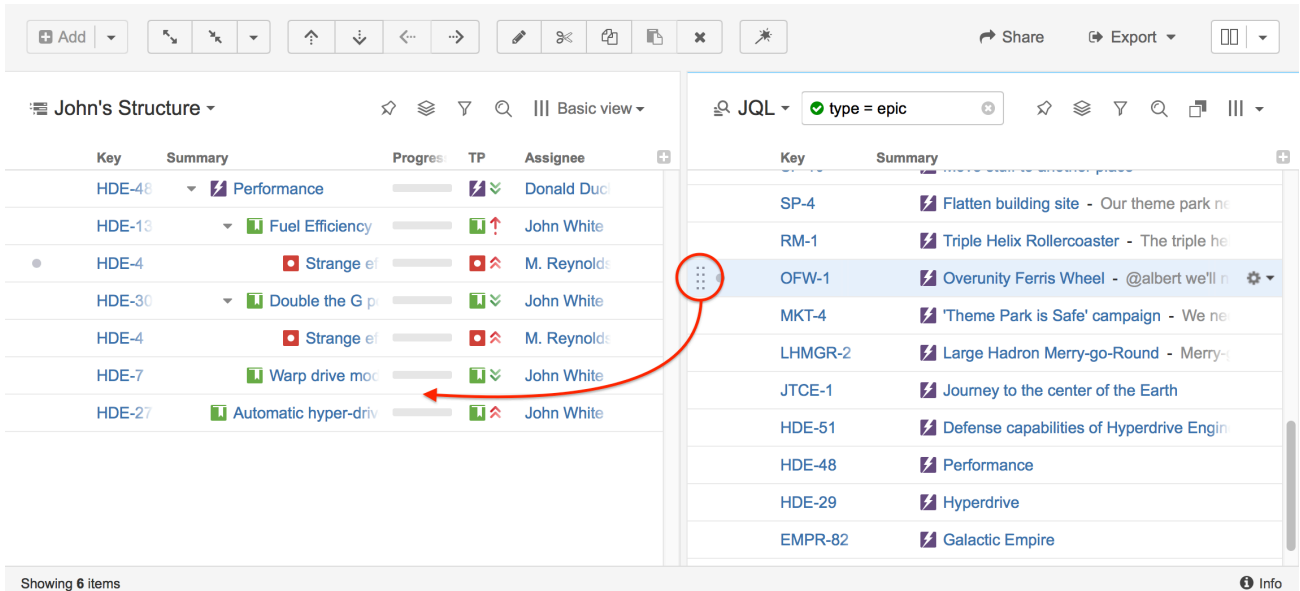 Add
Share
Export
John's Structure
Basic view
JQL
type = epic
Key Summary Progres TP Assignee
HDE-48 Performance Donald Duc
HDE-13 Fuel Efficiency John White
HDE-4 Strange ef M. Reynolds
HDE-30 Double the G p John White
HDE-4 Strange ef M. Reynolds
HDE-7 Warp drive moc John White
HDE-27 Automatic hyper-driv John White
Key Summary
SP-4 Flatten building site - Our theme park ne
RM-1 Triple Helix Rollercoaster - The triple he
OFW-1 Overunity Ferris Wheel - @albert we'll n
MKT-4 'Theme Park is Safe' campaign - We nee
LHMGR-2 Large Hadron Merry-go-Round - Merry-g
JTCE-1 Journey to the center of the Earth
HDE-51 Defense capabilities of Hyperdrive Engin
HDE-48 Performance
HDE-29 Hyperdrive
EMPR-82 Galactic Empire
Showing 6 items
Info